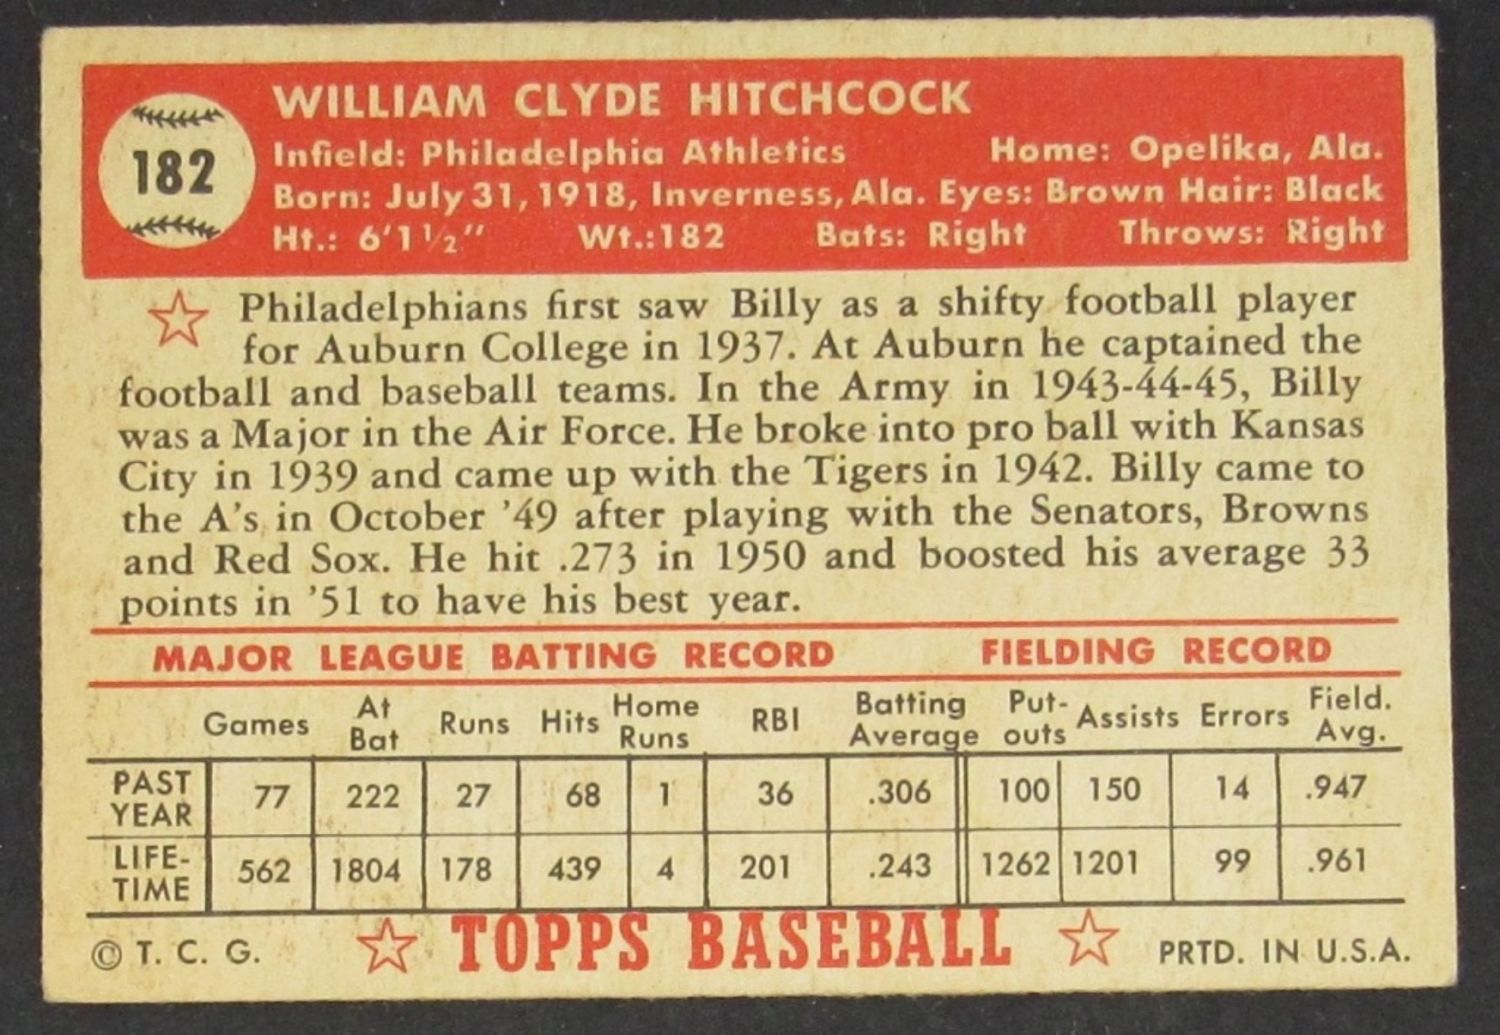 182
WILLIAM CLYDE HITCHCOCK
Infield: Philadelphia Athletics Home: Opelika, Ala.
Born: July 31, 1918, Inverness, Ala. Eyes: Brown Hair: Black
Ht.: 6'1½" Wt.:182 Bats: Right Throws: Right
Philadelphians first saw Billy as a shifty football player
for Auburn College in 1937. At Auburn he captained the
football and baseball teams. In the Army in 1943-44-45, Billy
was a Major in the Air Force. He broke into pro ball with Kansas
City in 1939 and came up with the Tigers in 1942. Billy came to
the A's in October '49 after playing with the Senators, Browns
and Red Sox. He hit .273 in 1950 and boosted his average 33
points in '51 to have his best year.
MAJOR LEAGUE BATTING RECORD FIELDING RECORD
Games At Bat Runs Hits Home Runs RBI Batting Average Put-outs Assists Errors Field. Avg.
PAST YEAR 77 222 27 68 1 36 .306 100 150 14 .947
LIFE-TIME 562 1804 178 439 4 201 .243 1262 1201 99 .961
© T. C. G. TOPPS BASEBALL PRTD. IN U.S.A.